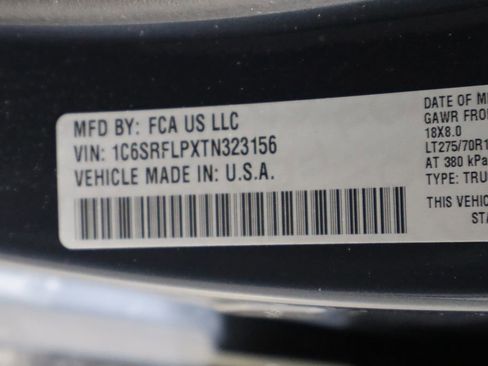 MFD BY: FCA US LLC
VIN: 1C6SRFLPXTN323156
VEHICLE MADE IN: U.S.A.
DATE OF M
GAWR FRON
18X8.0
LT275/70R1
AT 380 kPa
TYPE: TRU
THIS VEHIC
STA